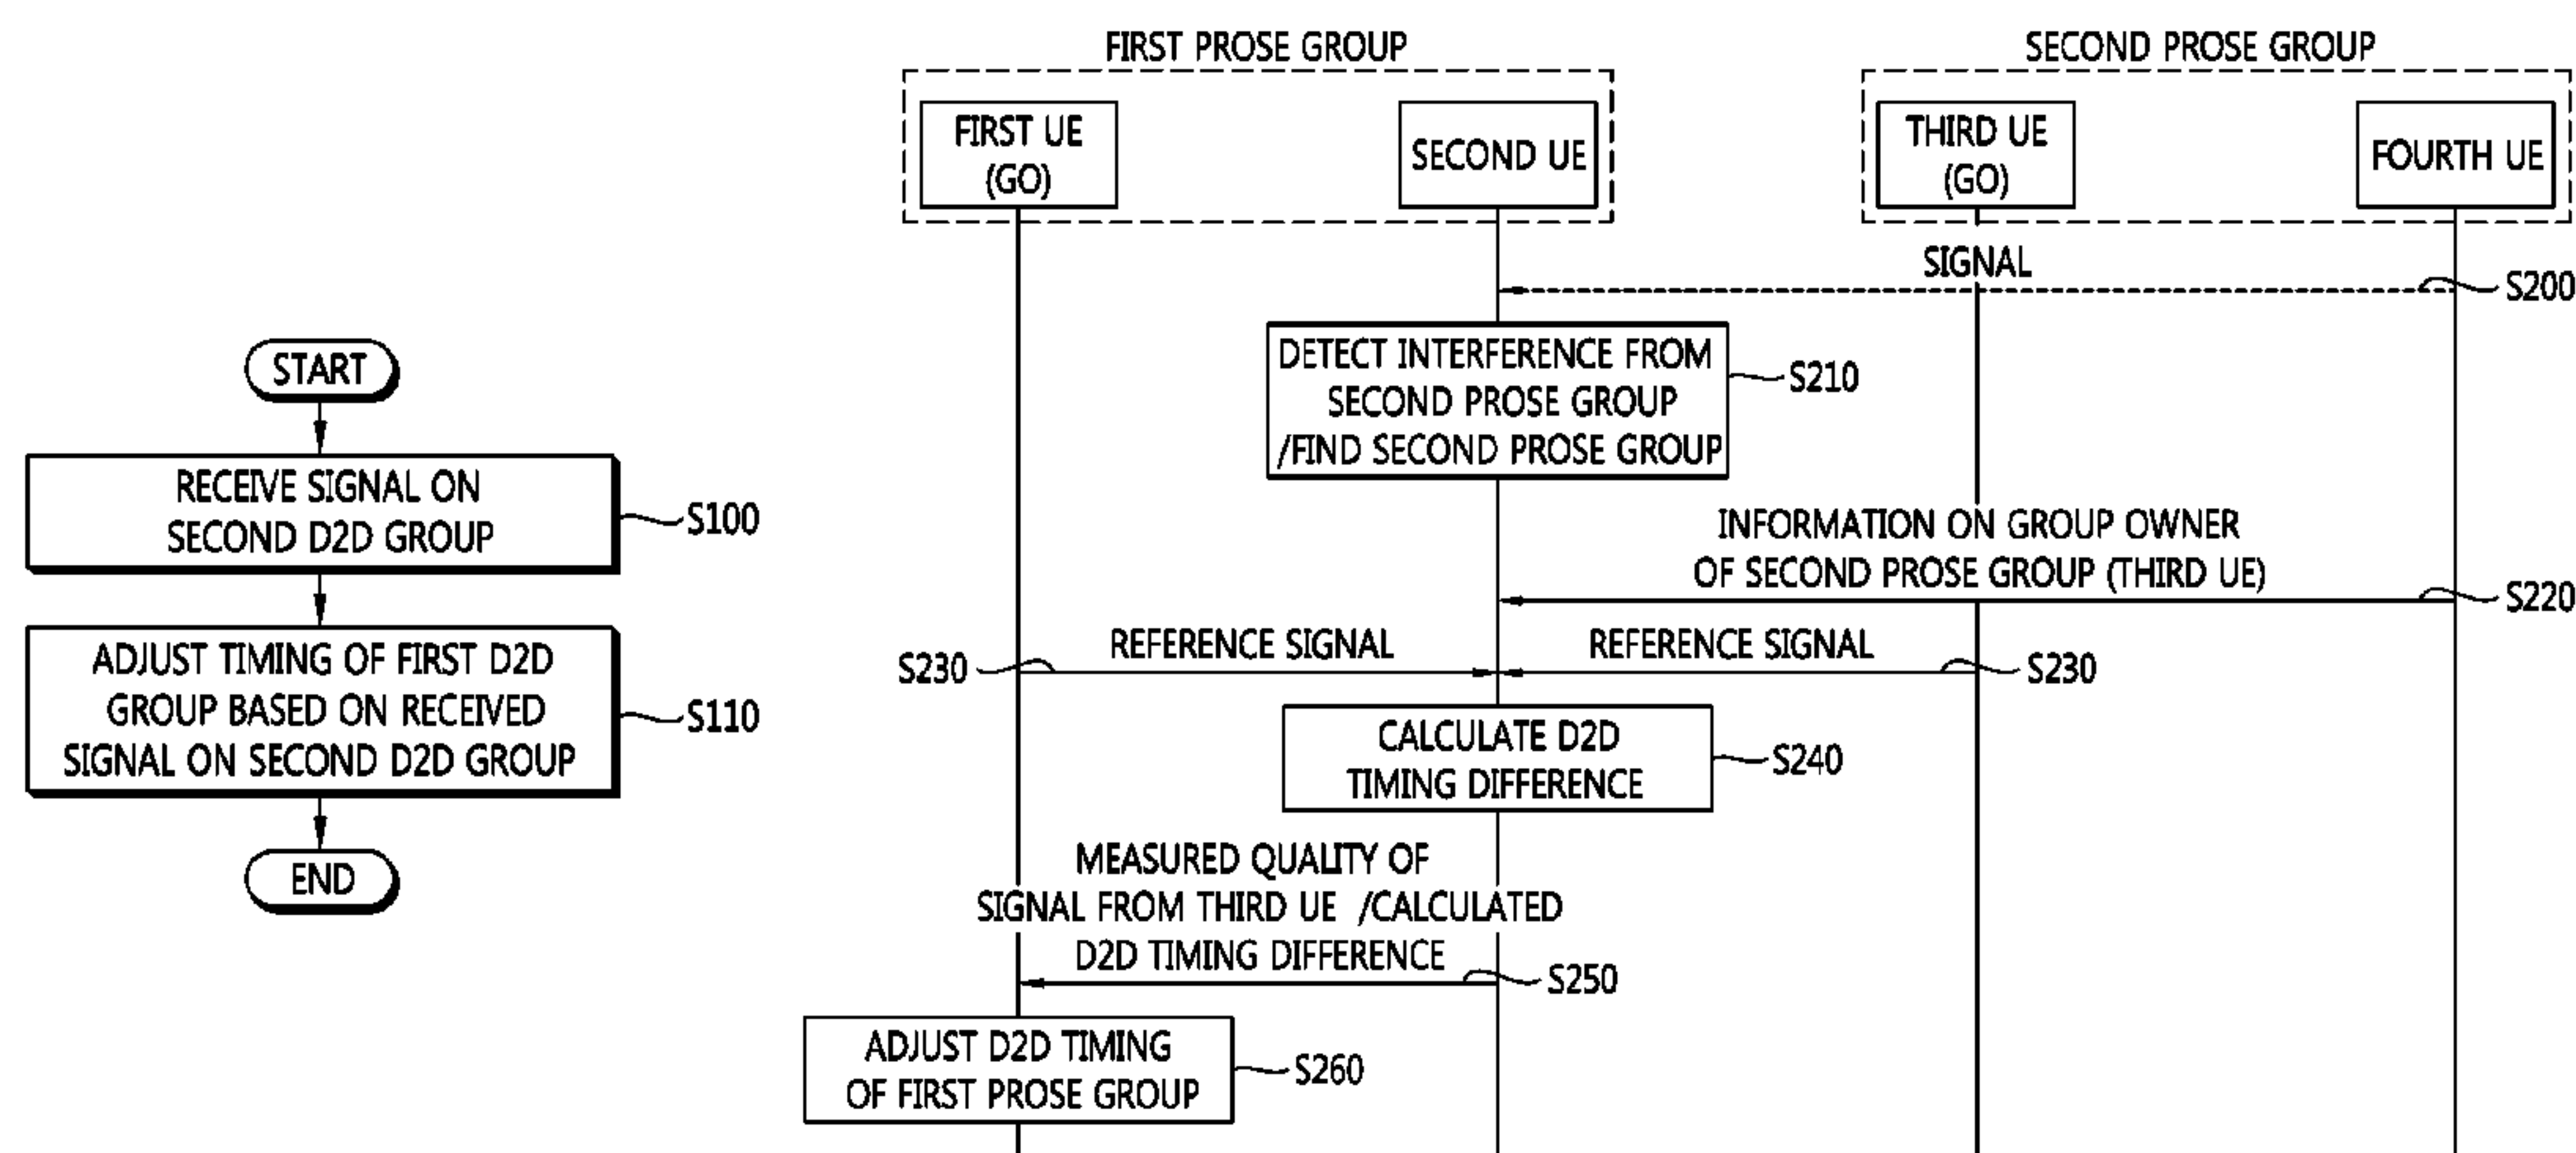 START
RECEIVE SIGNAL ON
SECOND D2D GROUP
S100
ADJUST TIMING OF FIRST D2D
GROUP BASED ON RECEIVED
SIGNAL ON SECOND D2D GROUP
S110
END
FIRST PROSE GROUP
SECOND PROSE GROUP
FIRST UE
(GO)
SECOND UE
THIRD UE
(GO)
FOURTH UE
SIGNAL
S200
DETECT INTERFERENCE FROM
SECOND PROSE GROUP
/FIND SECOND PROSE GROUP
S210
INFORMATION ON GROUP OWNER
OF SECOND PROSE GROUP (THIRD UE)
S220
S230
REFERENCE SIGNAL
REFERENCE SIGNAL
S230
CALCULATE D2D
TIMING DIFFERENCE
S240
MEASURED QUALITY OF
SIGNAL FROM THIRD UE /CALCULATED
D2D TIMING DIFFERENCE
S250
ADJUST D2D TIMING
OF FIRST PROSE GROUP
S260